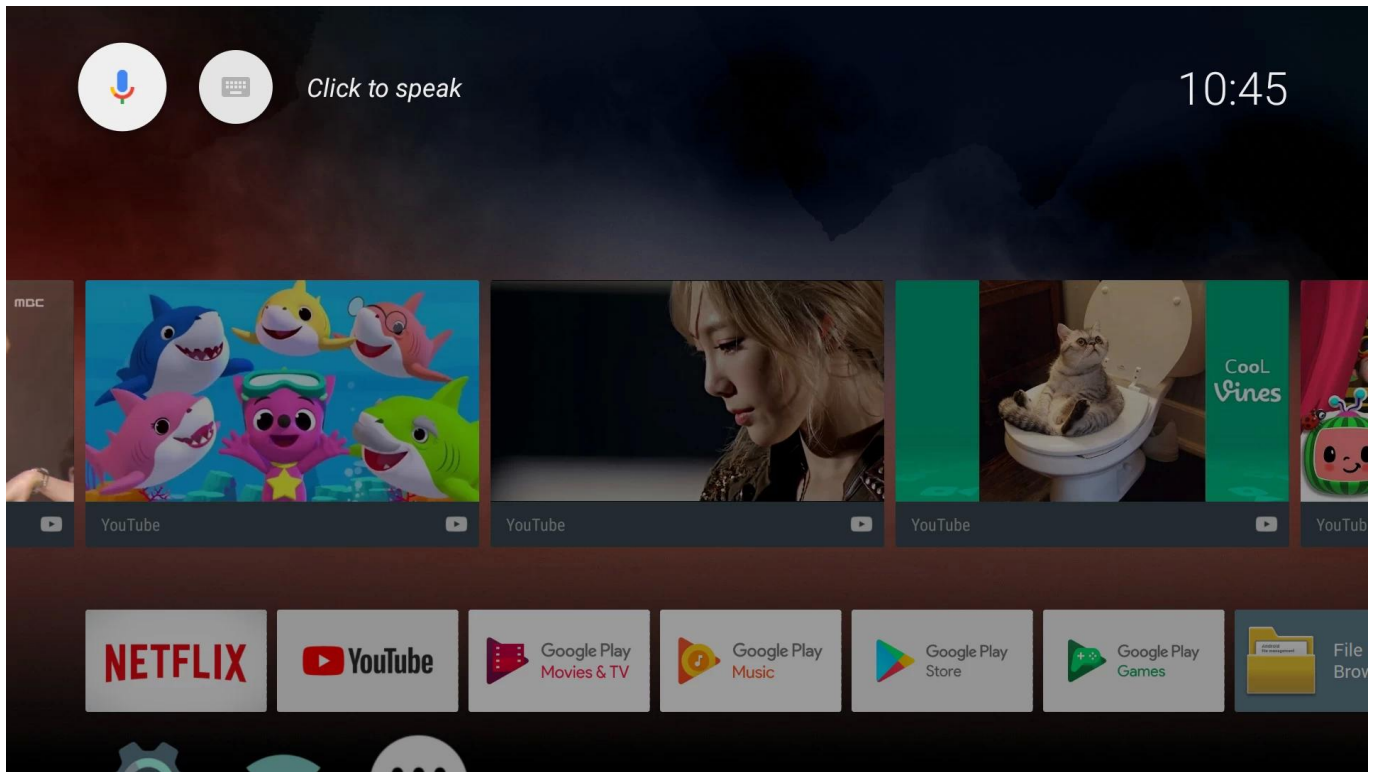 Click to speak
10:45
mbc
CooL
Vines
YouTube
YouTube
YouTube
YouTub
NETFLIX
YouTube
Google Play
Movies & TV
Google Play
Music
Google Play
Store
Google Play
Games
File
Brow